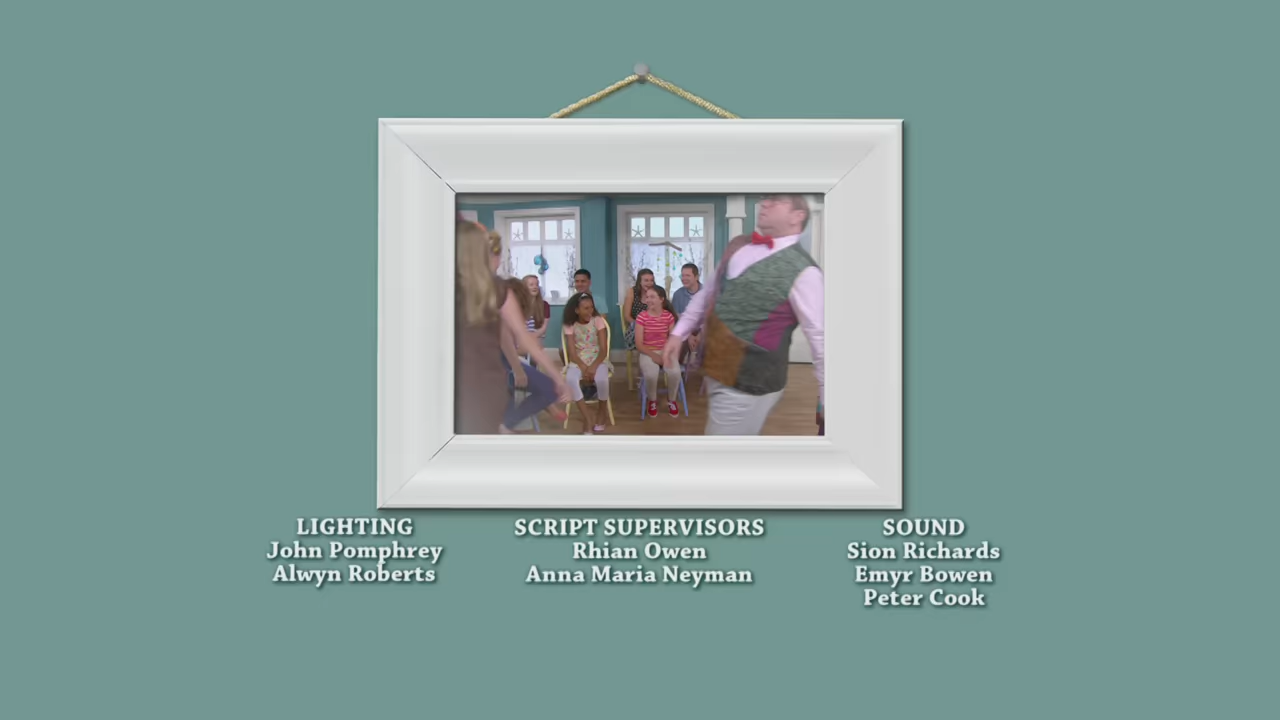 LIGHTING
John Pomphrey
Alwyn Roberts
SCRIPT SUPERVISORS
Rhian Owen
Anna Maria Neyman
SOUND
Sion Richards
Emyr Bowen
Peter Cook